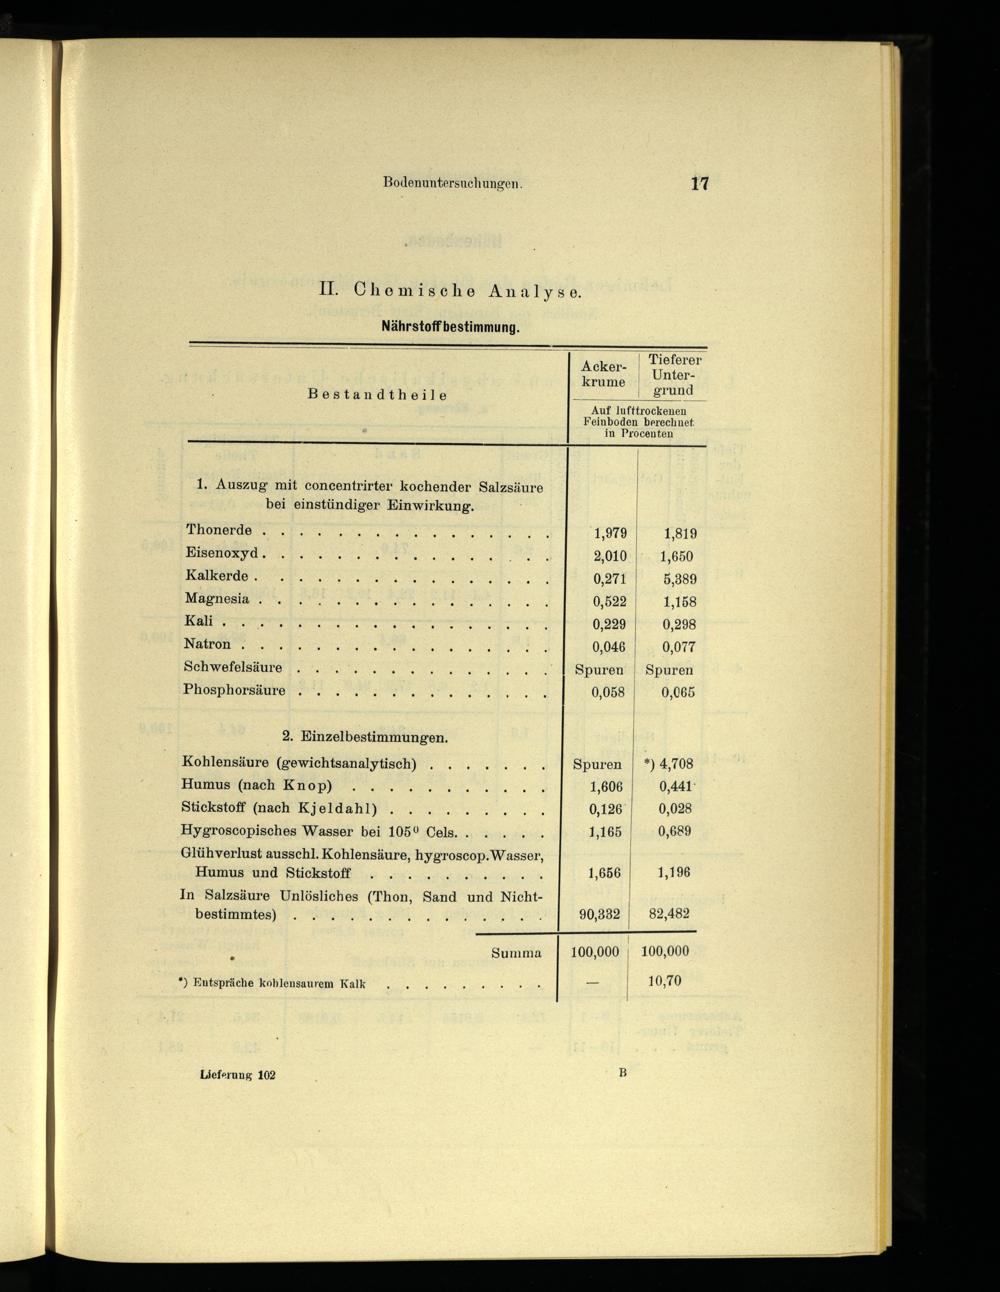 Bodenuntersuchungen. 17
II. Chemische Analyse.
Nährstoffbestimmung.
Bestandtheile
Acker-
krume
Tieferer
Unter-
grund
Auf lufttrockenen
Feinboden berechnet
in Procenten
1. Auszug mit concentrirter kochender Salzsäure
bei einstündiger Einwirkung.
Thonerde . . . . . . . . . . . . . . . . 1,979 1,819
Eisenoxyd . . . . . . . . . . . . . . . . 2,010 1,650
Kalkerde . . . . . . . . . . . . . . . . 0,271 5,389
Magnesia . . . . . . . . . . . . . . . . 0,522 1,158
Kali . . . . . . . . . . . . . . . . . . 0,229 0,298
Natron . . . . . . . . . . . . . . . . . 0,046 0,077
Schwefelsäure . . . . . . . . . . . . . . Spuren Spuren
Phosphorsäure . . . . . . . . . . . . . . 0,058 0,065
2. Einzelbestimmungen.
Kohlensäure (gewichtsanalytisch) . . . . . . . Spuren *) 4,708
Humus (nach Knop) . . . . . . . . . . . 1,606 0,441
Stickstoff (nach Kjeldahl) . . . . . . . . . 0,126 0,028
Hygroscopisches Wasser bei 105⁰ Cels. . . . . . 1,165 0,689
Glühverlust ausschl. Kohlensäure, hygroscop. Wasser,
Humus und Stickstoff . . . . . . . . . . 1,656 1,196
In Salzsäure Unlösliches (Thon, Sand und Nicht-
bestimmtes) . . . . . . . . . . . . . . 90,332 82,482
Summa 100,000 100,000
*) Entspräche kohlensaurem Kalk . . . . . . . . . — 10,70
Lieferung 102 B